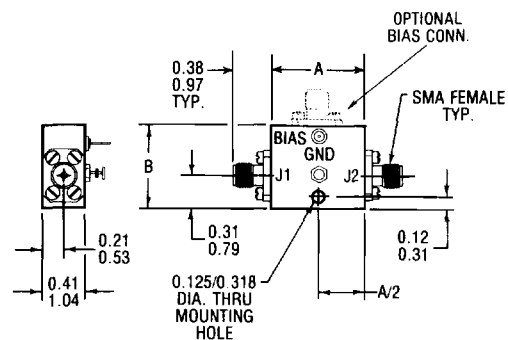 OPTIONAL
BIAS CONN.
0.38
0.97
TYP.
A
SMA FEMALE
TYP.
B
BIAS
GND
J1
J2
0.31
0.79
0.12
0.31
0.21
0.53
0.41
1.04
0.125/0.318
DIA. THRU
MOUNTING
HOLE
A/2